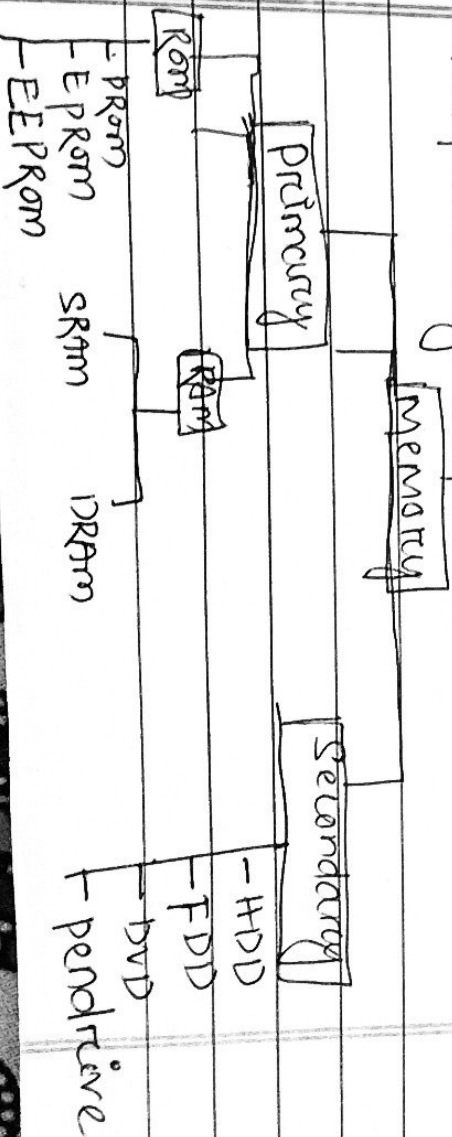 Memory
Primary
Secondary
ROM
RAM
PROM
EPROM
EEPROM
SRAM
DRAM
HDD
FDD
DVD
pendrive